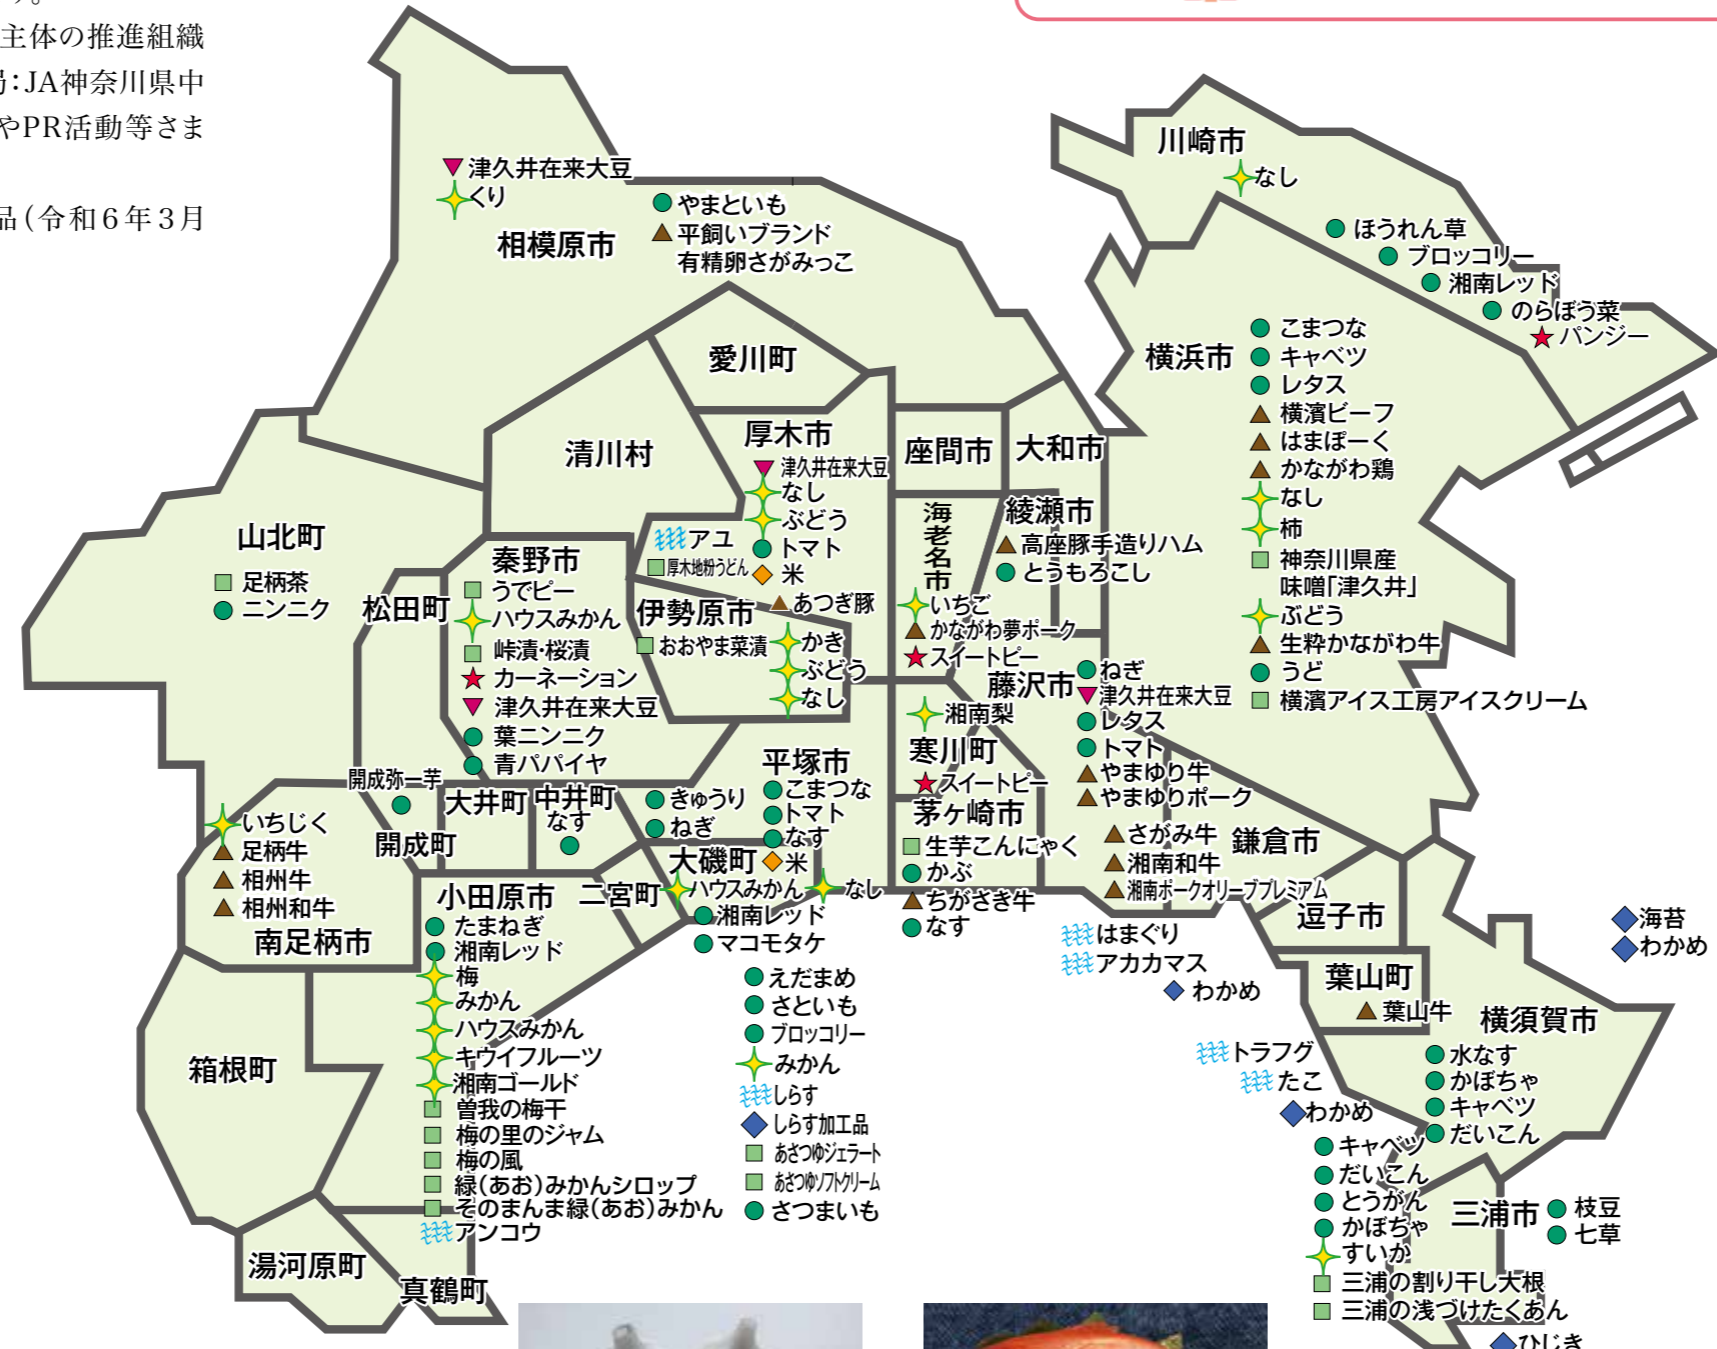 す。
主体の推進組織
局：JA神奈川県中
やPR活動等さま
品(令和６年３月
津久井在来大豆
くり
相模原市
やまといも
平飼いブランド
有精卵さがみっこ
川崎市
なし
ほうれん草
ブロッコリー
湘南レッド
のらぼう菜
パンジー
横浜市
こまつな
キャベツ
レタス
横濱ビーフ
はまぽーく
かながわ鶏
なし
柿
神奈川県産
味噌「津久井」
ぶどう
生粋かながわ牛
うど
横濱アイス工房アイスクリーム
愛川町
清川村
厚木市
津久井在来大豆
なし
ぶどう
トマト
米
あつぎ豚
アユ
厚木地粉うどん
座間市
大和市
海老名市
いちご
かながわ夢ポーク
スイートピー
綾瀬市
高座豚手造りハム
とうもろこし
山北町
足柄茶
ニンニク
松田町
秦野市
うでピー
ハウスみかん
峠漬・桜漬
カーネーション
津久井在来大豆
葉ニンニク
青パパイヤ
伊勢原市
おおやま菜漬
かき
ぶどう
なし
藤沢市
ねぎ
津久井在来大豆
レタス
トマト
やまゆり牛
やまゆりポーク
さがみ牛
湘南和牛
湘南ポークオリーブプレミアム
はまぐり
アカカマス
わかめ
湘南梨
寒川町
スイートピー
茅ヶ崎市
生芋こんにゃく
かぶ
ちがさき牛
なす
平塚市
こまつな
トマト
なす
米
なし
きゅうり
ねぎ
開成弥一芋
開成町
大井町
中井町
なす
いちじく
足柄牛
相州牛
相州和牛
南足柄市
小田原市
たまねぎ
湘南レッド
梅
みかん
ハウスみかん
キウイフルーツ
湘南ゴールド
曽我の梅干
梅の里のジャム
梅の風
緑(あお)みかんシロップ
そのまんま緑(あお)みかん
アンコウ
二宮町
大磯町
ハウスみかん
湘南レッド
マコモタケ
えだまめ
さといも
ブロッコリー
みかん
しらす
しらす加工品
あさつゆジェラート
あさつゆソフトクリーム
さつまいも
箱根町
湯河原町
真鶴町
鎌倉市
逗子市
葉山町
葉山牛
海苔
わかめ
横須賀市
水なす
かぼちゃ
キャベツ
だいこん
トラフグ
たこ
わかめ
キャベツ
だいこん
とうがん
かぼちゃ
すいか
三浦の割り干し大根
三浦の浅づけたくあん
三浦市
枝豆
七草
ひじき